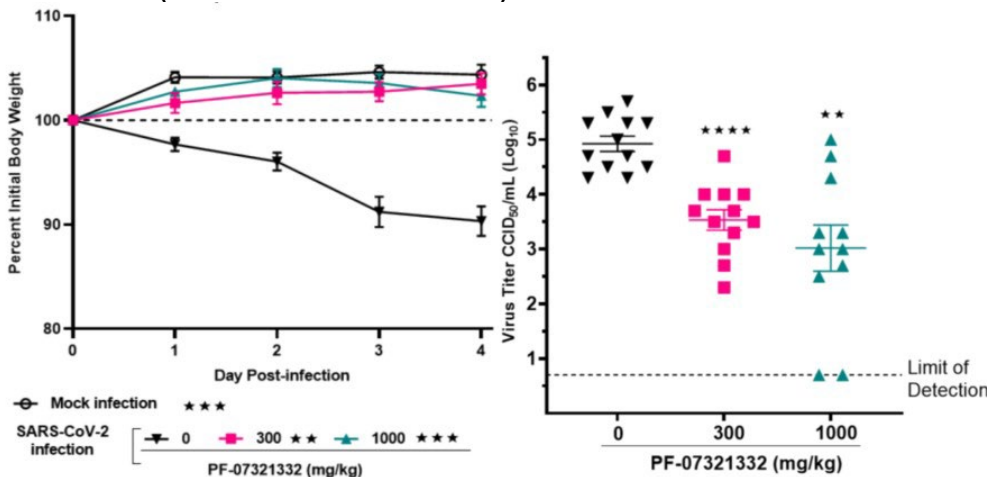 110
100
90
80
Percent Initial Body Weight
0 1 2 3 4
Day Post-infection
Mock infection ★★★
SARS-CoV-2 infection
0 300 ★★ 1000 ★★★
PF-07321332 (mg/kg)
Virus Titer CCID50/mL (Log10)
6
5
4
3
2
1
★★★★
★★
Limit of
Detection
0 300 1000
PF-07321332 (mg/kg)